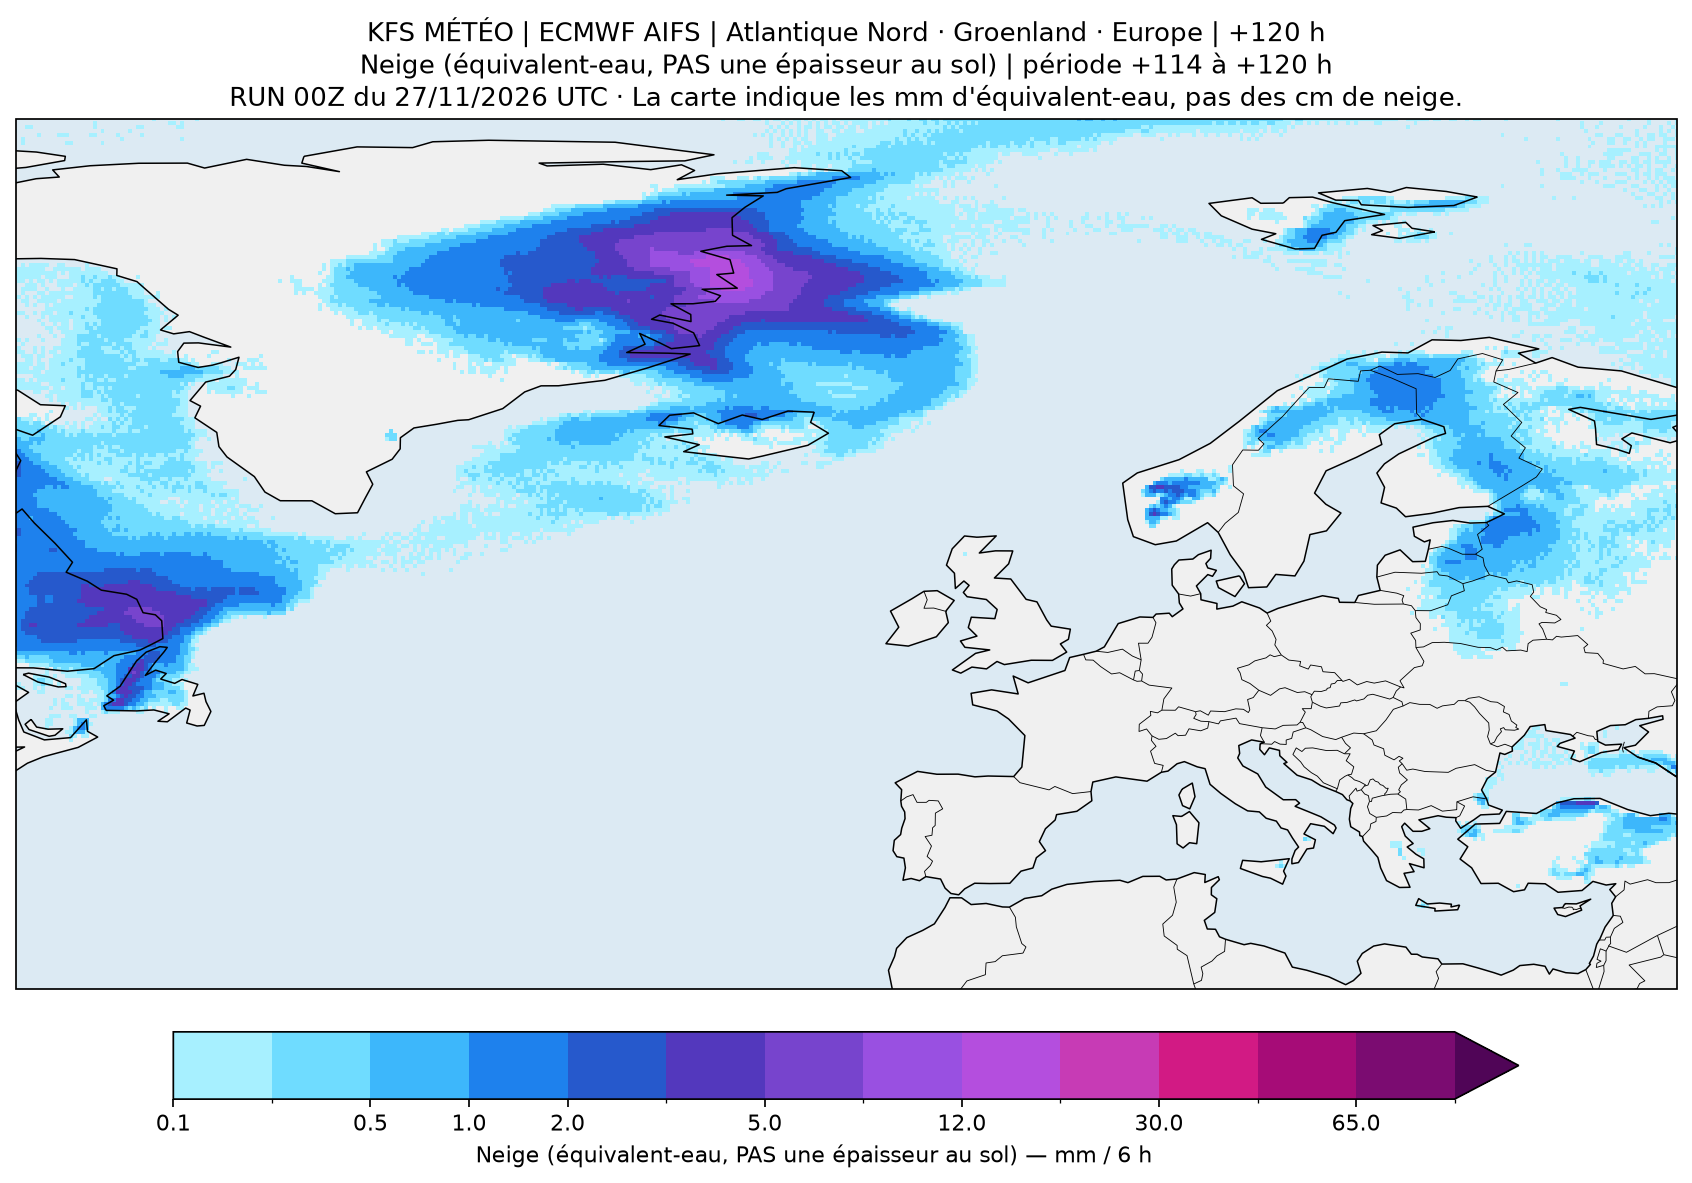 KFS MÉTÉO | ECMWF AIFS | Atlantique Nord · Groenland · Europe | +120 h
Neige (équivalent-eau, PAS une épaisseur au sol) | période +114 à +120 h
RUN 00Z du 27/11/2026 UTC · La carte indique les mm d'équivalent-eau, pas des cm de neige.
0.1 0.5 1.0 2.0 5.0 12.0 30.0 65.0
Neige (équivalent-eau, PAS une épaisseur au sol) — mm / 6 h